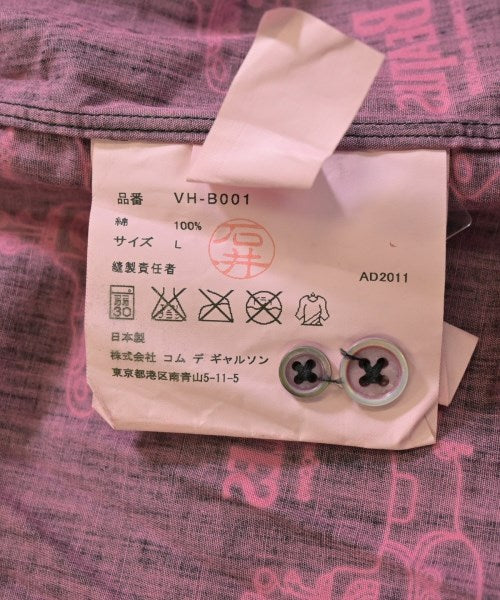 BEATLES
品番 VH-B001
綿 100%
サイズ L
石井
縫製責任者
AD2011
30
日本製
株式会社 コム デ ギャルソン
東京都港区南青山5-11-5